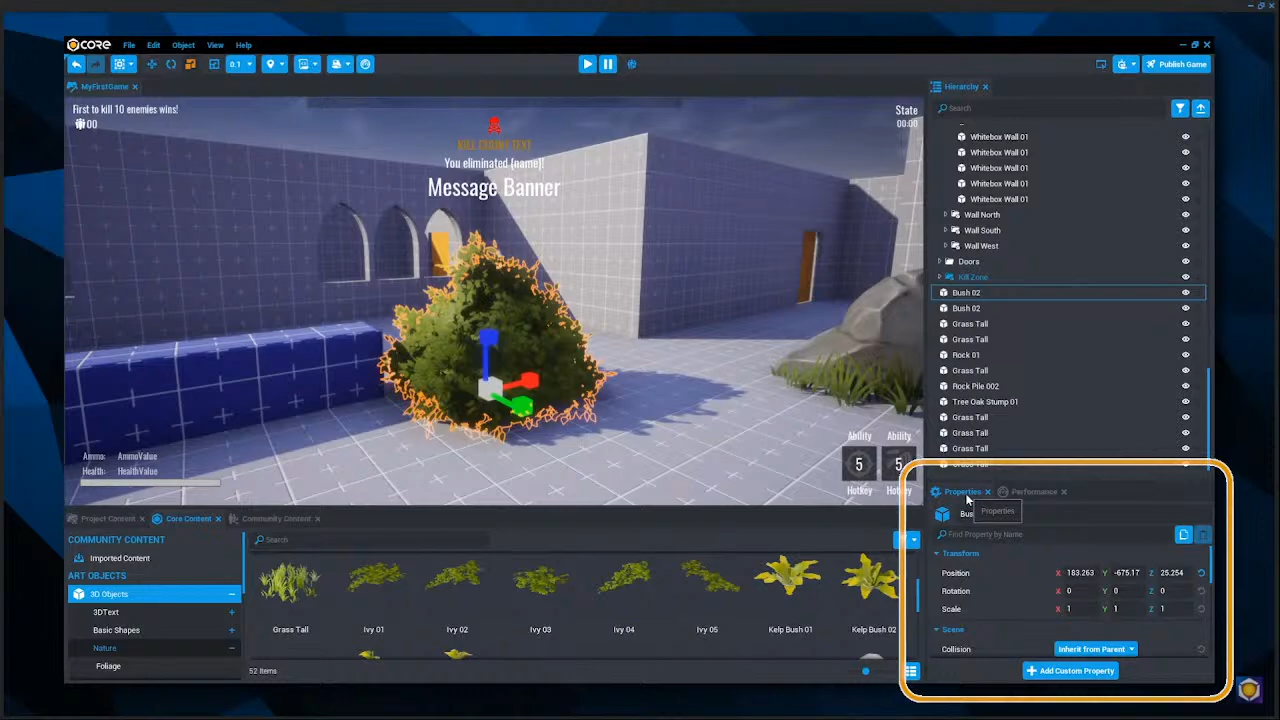 CORE File Edit Object View Help
0:1
Publish Game
MyFirstGame
First to kill 10 enemies wins!
00
State
00:00
KILL COUNT TEXT
You eliminated {name}!
Message Banner
Ammo: AmmoValue
Health: HealthValue
Ability Ability
5 5
Hotkey Hotkey
Hierarchy
Search
Whitebox Wall 01
Whitebox Wall 01
Whitebox Wall 01
Whitebox Wall 01
Whitebox Wall 01
Wall North
Wall South
Wall West
Doors
Kill Zone
Bush 02
Bush 02
Grass Tall
Grass Tall
Rock 01
Grass Tall
Rock Pile 002
Tree Oak Stump 01
Grass Tall
Grass Tall
Grass Tall
Grass Tall
Project Content Core Content Community Content
COMMUNITY CONTENT
Imported Content
ART OBJECTS
3D Objects
3DText
Basic Shapes
Nature
Foliage
Search
Grass Tall Ivy 01 Ivy 02 Ivy 03 Ivy 04 Ivy 05 Kelp Bush 01 Kelp Bush 02
52 Items
Properties Performance
Bus
Properties
Find Property by Name
Transform
Position X 183.263 Y -675.17 Z 25.254
Rotation X 0 Y 0 Z 0
Scale X 1 Y 1 Z 1
Scene
Collision Inherit from Parent
Add Custom Property